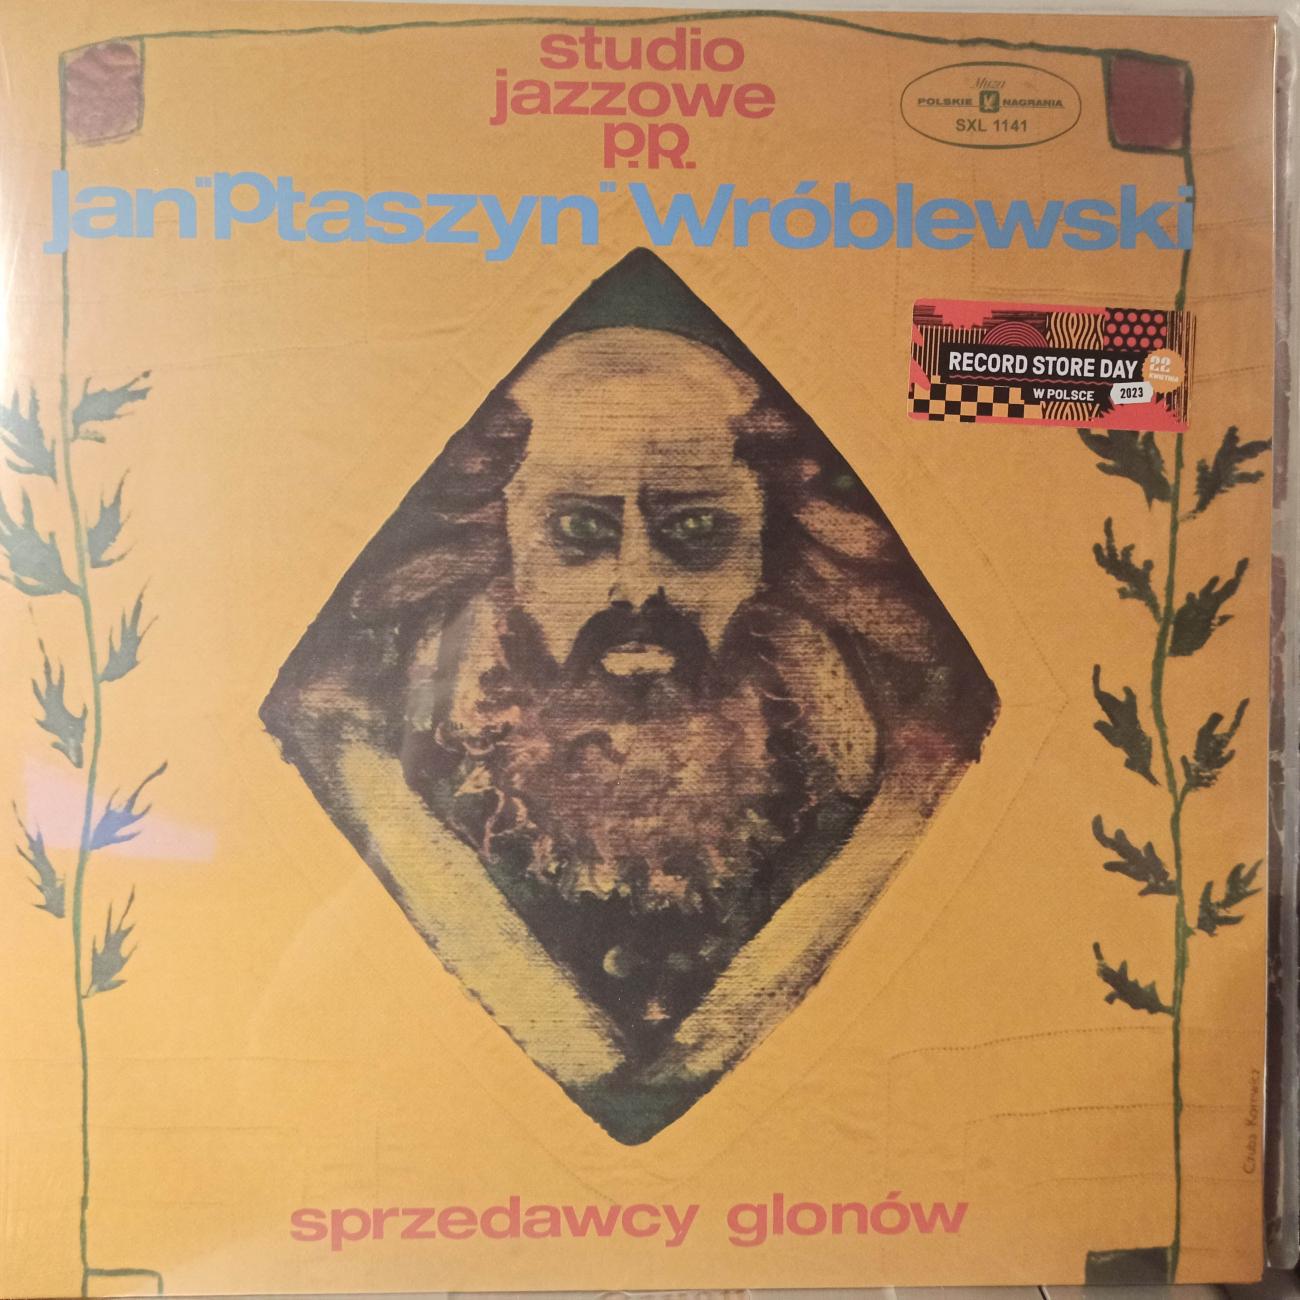 studio
jazzowe
p.R.
Jan "Ptaszyn" Wróblewski
Muza
POLSKIE NAGRANIA
SXL 1141
RECORD STORE DAY
22
KWIETNIA
W POLSCE
2023
sprzedawcy glonów